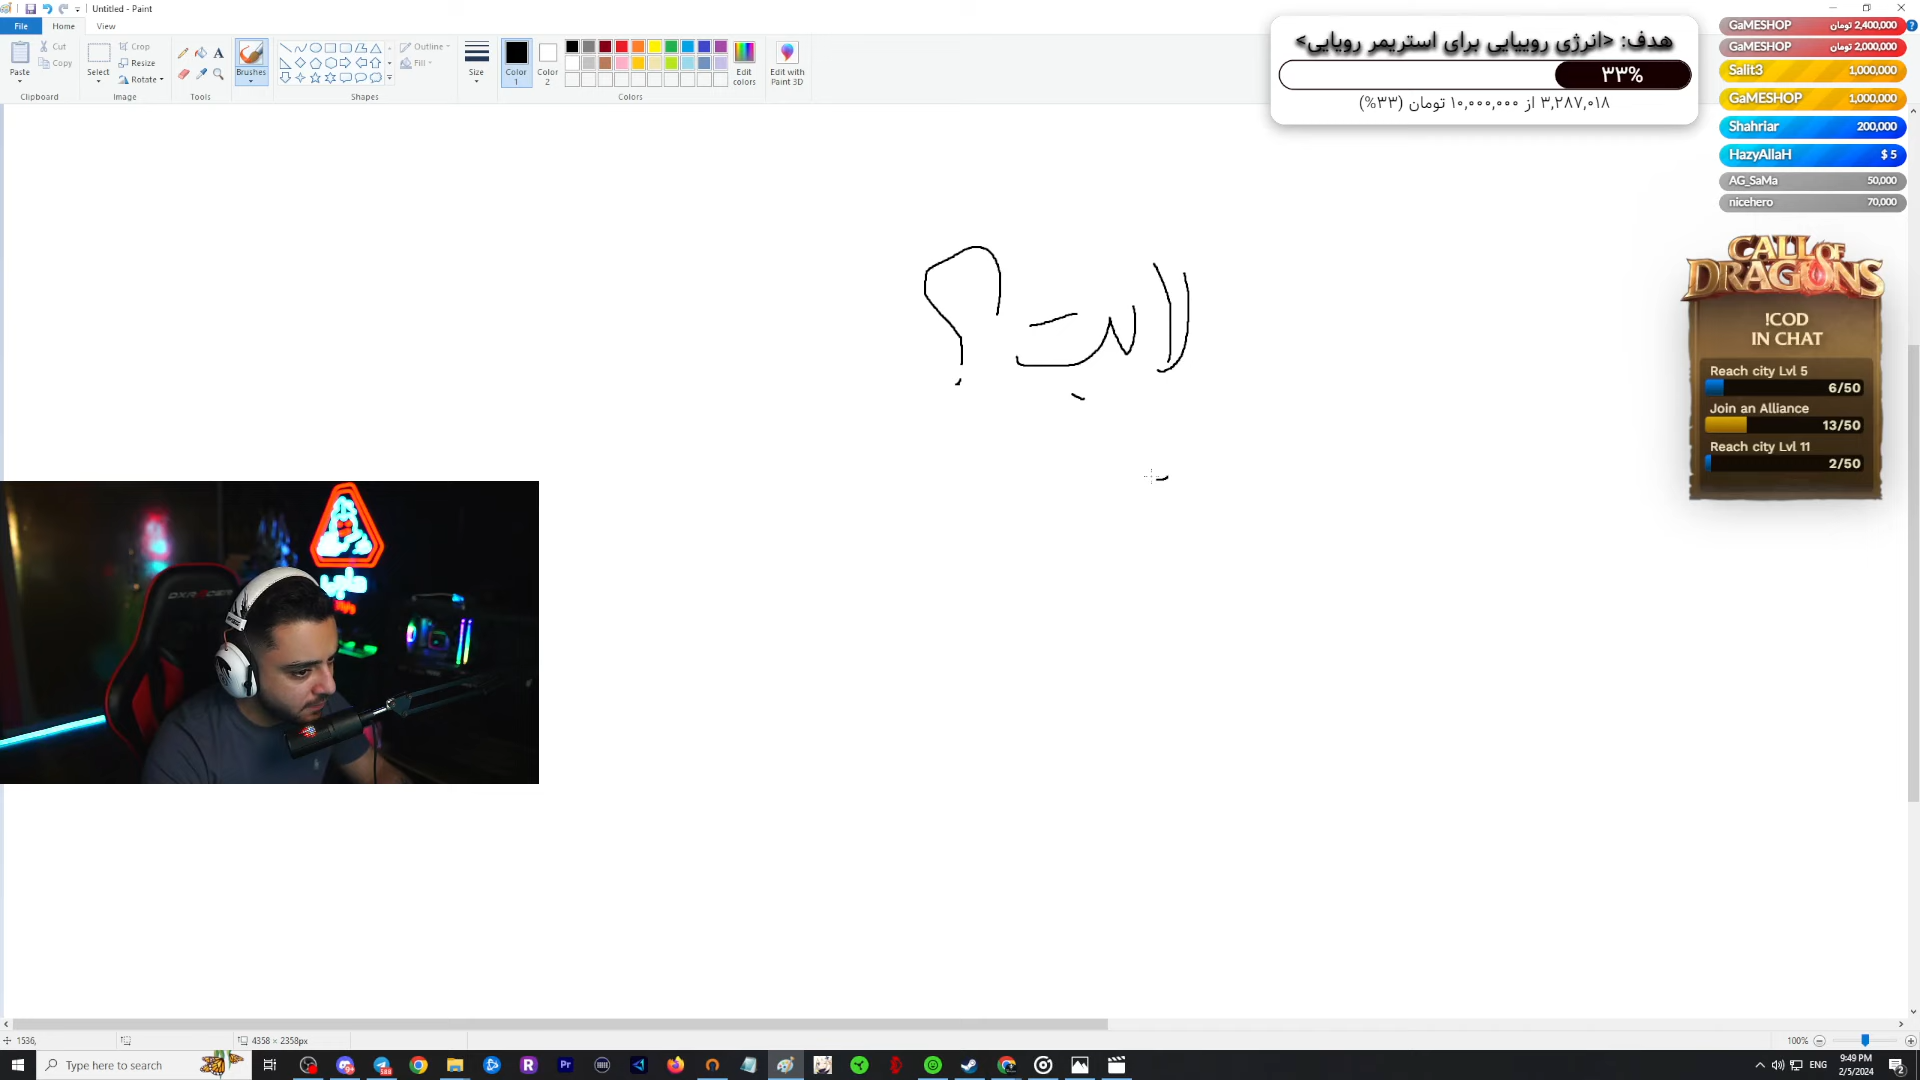 Untitled - Paint
File Home View
Paste Cut Copy Clipboard
Select Crop Resize Rotate Image
Tools
Brushes
Outline Fill Shapes
Size
Color 1 Color 2 Edit colors Colors
Edit with Paint 3D
هدف: <انرژی روییایی برای استریمر رویایی>
۳۳%
۳,۲۸۷,۰۱۸ از ۱۰,۰۰۰,۰۰۰ تومان (۳۳%)
GaMESHOP 2,400,000 تومان
GaMESHOP 2,000,000 تومان
Salit3 1,000,000
GaMESHOP 1,000,000
Shahriar 200,000
HazyAllaH $ 5
AG_SaMa 50,000
nicehero 70,000
CALL OF DRAGONS
!COD
IN CHAT
Reach city Lvl 5
6/50
Join an Alliance
13/50
Reach city Lvl 11
2/50
؟
DXRACER
1536,
4358 × 2358px
100%
Type here to search
ENG
9:49 PM
2/5/2024